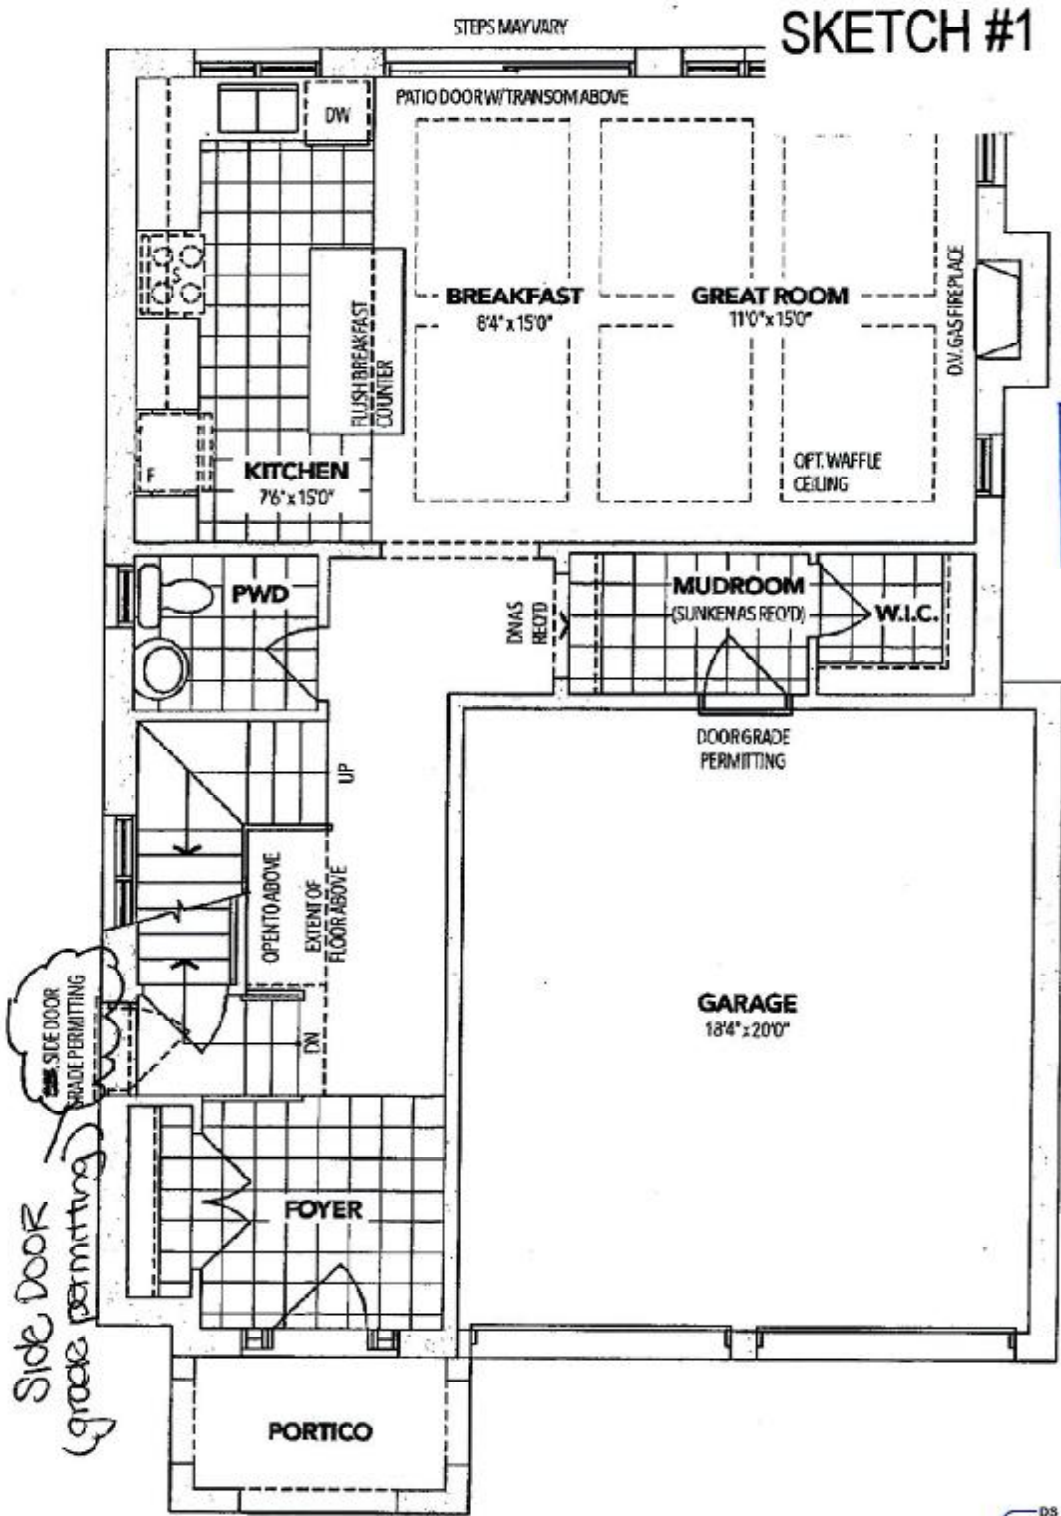 SKETCH #1
STEPS MAY VARY
PATIO DOOR W/TRANSOM ABOVE
DW
S
BREAKFAST
8'4" x 15'0"
GREAT ROOM
11'0" x 15'0"
D.V. GAS FIREPLACE
FLUSH BREAKFAST
COUNTER
OPT. WAFFLE
CEILING
F
KITCHEN
7'6" x 15'0"
PWD
DN AS
REQ'D
MUDROOM
(SUNKEN AS REQ'D)
W.I.C.
DOOR GRADE
PERMITTING
UP
OPEN TO ABOVE
EXTENT OF
FLOOR ABOVE
SIDE DOOR
GRADE PERMITTING
DN
GARAGE
18'4" x 20'0"
Side DOOR
(grade permitting)
FOYER
PORTICO
DS